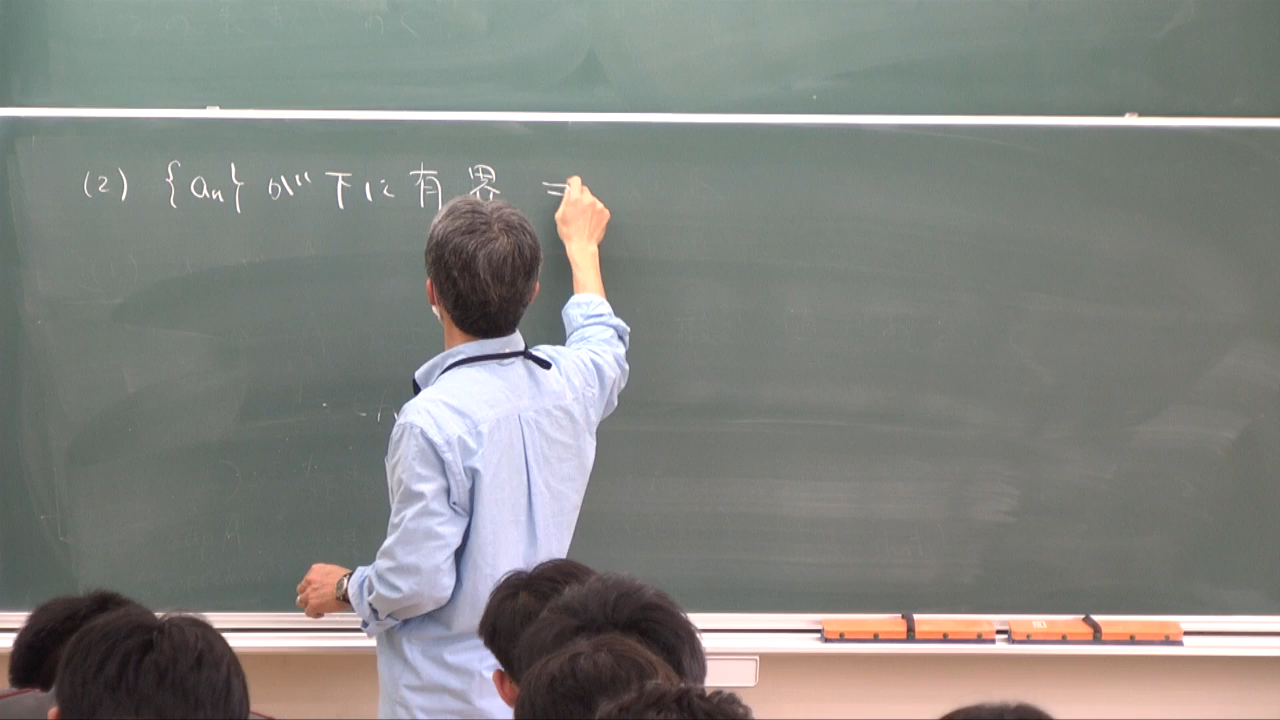 (2) {an} が 下に有界 =